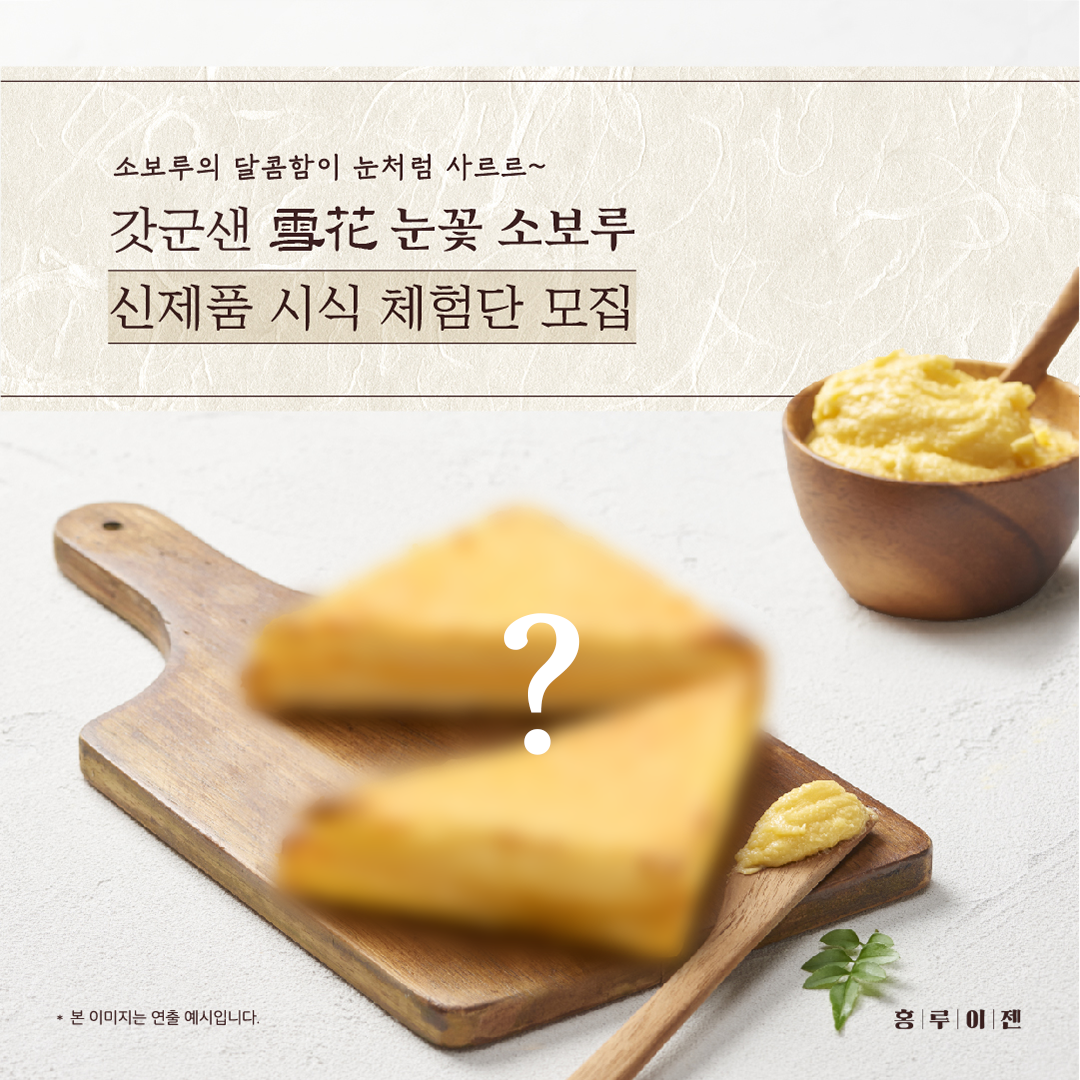 소보루의 달콤함이 눈처럼 사르르~
갓군샌 雪花 눈꽃 소보루
신제품 시식 체험단 모집
?
* 본 이미지는 연출 예시입니다.
홍|루|이|젠